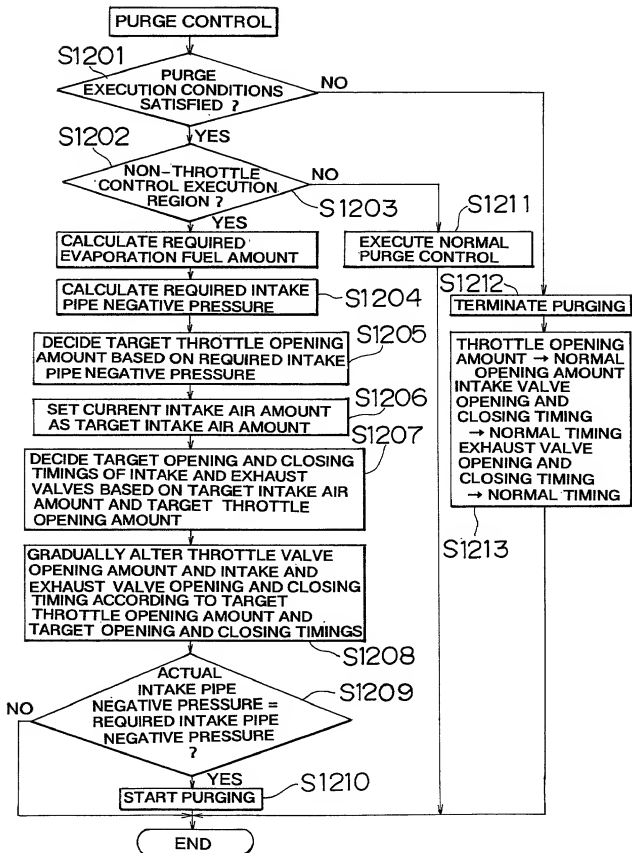 PURGE CONTROL
S1201
PURGE
EXECUTION CONDITIONS
SATISFIED ?
NO
YES
S1202
NON-THROTTLE
CONTROL EXECUTION
REGION ?
NO
S1203
YES
CALCULATE REQUIRED
EVAPORATION FUEL AMOUNT
S1211
EXECUTE NORMAL
PURGE CONTROL
CALCULATE REQUIRED INTAKE
PIPE NEGATIVE PRESSURE
S1204
S1212
TERMINATE PURGING
DECIDE TARGET THROTTLE OPENING
AMOUNT BASED ON REQUIRED INTAKE
PIPE NEGATIVE PRESSURE
S1205
THROTTLE OPENING
AMOUNT → NORMAL
OPENING AMOUNT
INTAKE VALVE
OPENING AND
CLOSING TIMING
→ NORMAL TIMING
EXHAUST VALVE
OPENING AND
CLOSING TIMING
→ NORMAL TIMING
S1213
SET CURRENT INTAKE AIR AMOUNT
AS TARGET INTAKE AIR AMOUNT
S1206
S1207
DECIDE TARGET OPENING AND CLOSING
TIMINGS OF INTAKE AND EXHAUST
VALVES BASED ON TARGET INTAKE AIR
AMOUNT AND TARGET THROTTLE
OPENING AMOUNT
GRADUALLY ALTER THROTTLE VALVE
OPENING AMOUNT AND INTAKE AND
EXHAUST VALVE OPENING AND CLOSING
TIMING ACCORDING TO TARGET
THROTTLE OPENING AMOUNT AND
TARGET OPENING AND CLOSING TIMINGS
S1208
ACTUAL
INTAKE PIPE
NEGATIVE PRESSURE =
REQUIRED INTAKE PIPE
NEGATIVE PRESSURE
?
S1209
NO
YES
S1210
START PURGING
END